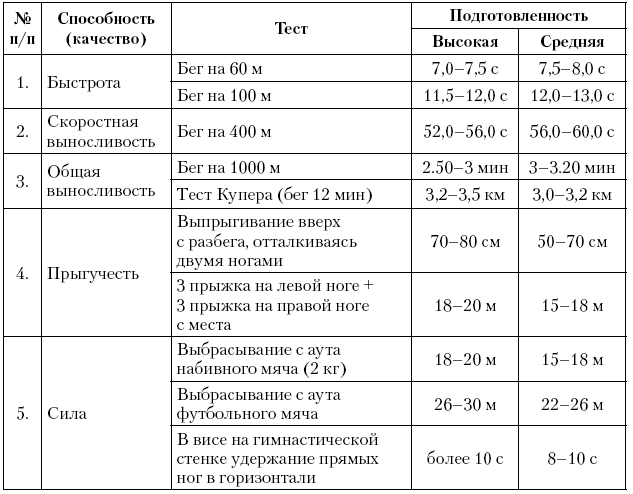 № п/п
Способность (качество)
Тест
Подготовленность
Высокая
Средняя
1.
Быстрота
Бег на 60 м
7,0–7,5 с
7,5–8,0 с
Бег на 100 м
11,5–12,0 с
12,0–13,0 с
2.
Скоростная
выносливость
Бег на 400 м
52,0–56,0 с
56,0–60,0 с
3.
Общая
выносливость
Бег на 1000 м
2.50–3 мин
3–3.20 мин
Тест Купера (бег 12 мин)
3,2–3,5 км
3,0–3,2 км
4.
Прыгучесть
Выпрыгивание вверх
с разбега, отталкиваясь
двумя ногами
70–80 см
50–70 см
3 прыжка на левой ноге +
3 прыжка на правой ноге
с места
18–20 м
15–18 м
5.
Сила
Выбрасывание с аута
набивного мяча (2 кг)
18–20 м
15–18 м
Выбрасывание с аута
футбольного мяча
26–30 м
22–26 м
В висе на гимнастической
стенке удержание прямых
ног в горизонтали
более 10 с
8–10 с